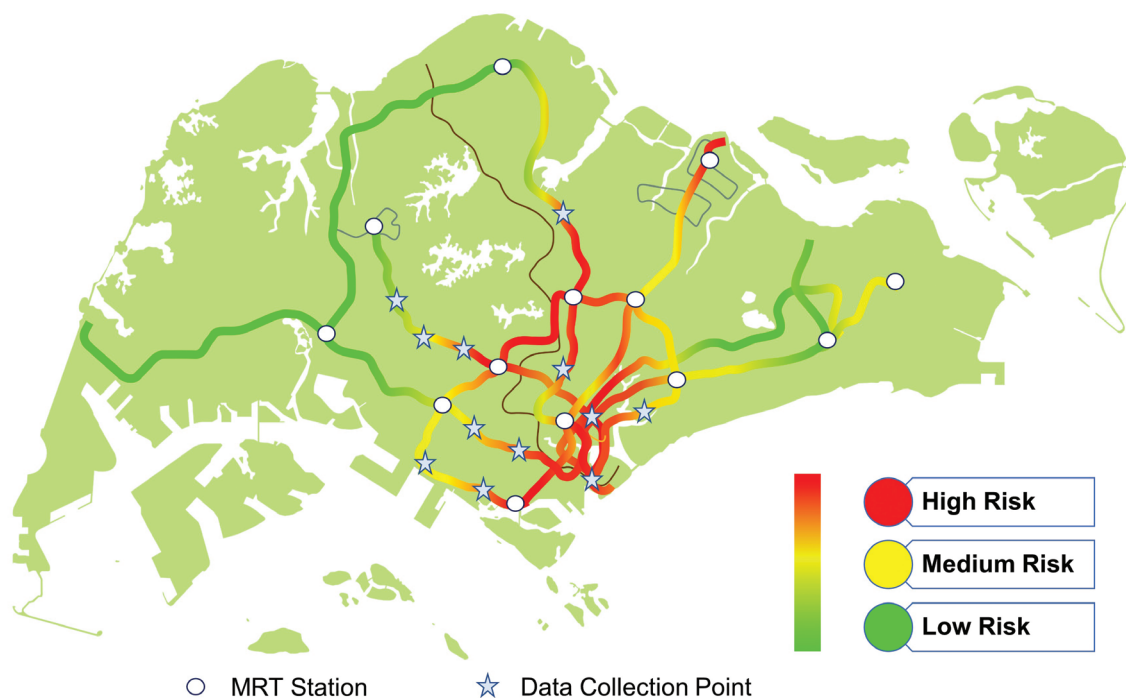 High Risk
Medium Risk
Low Risk
MRT Station
Data Collection Point